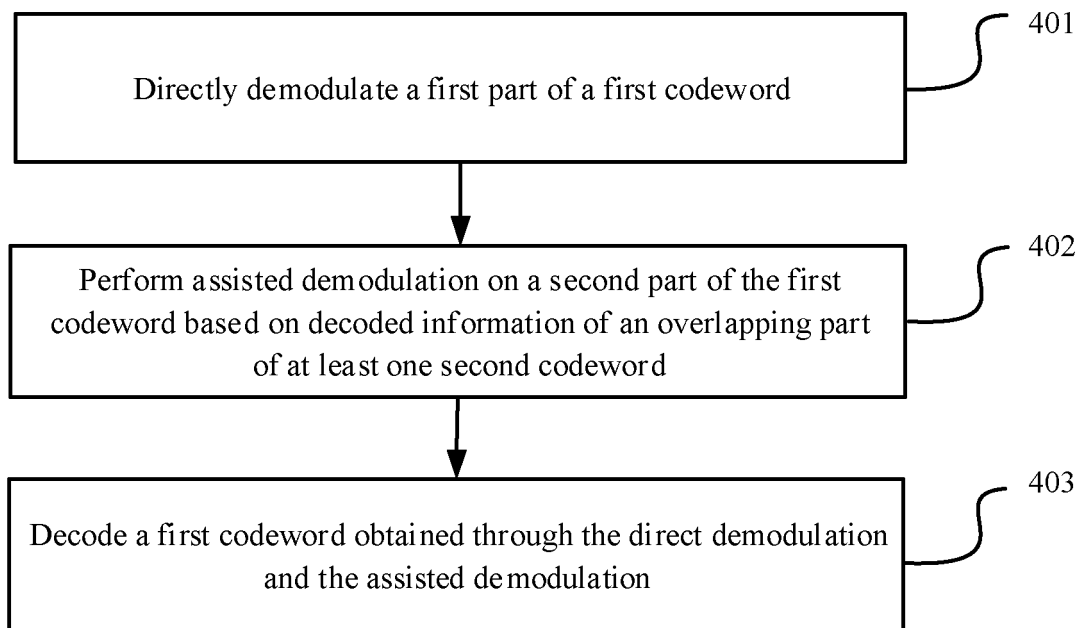 401
Directly demodulate a first part of a first codeword
402
Perform assisted demodulation on a second part of the first
codeword based on decoded information of an overlapping part
of at least one second codeword
403
Decode a first codeword obtained through the direct demodulation
and the assisted demodulation